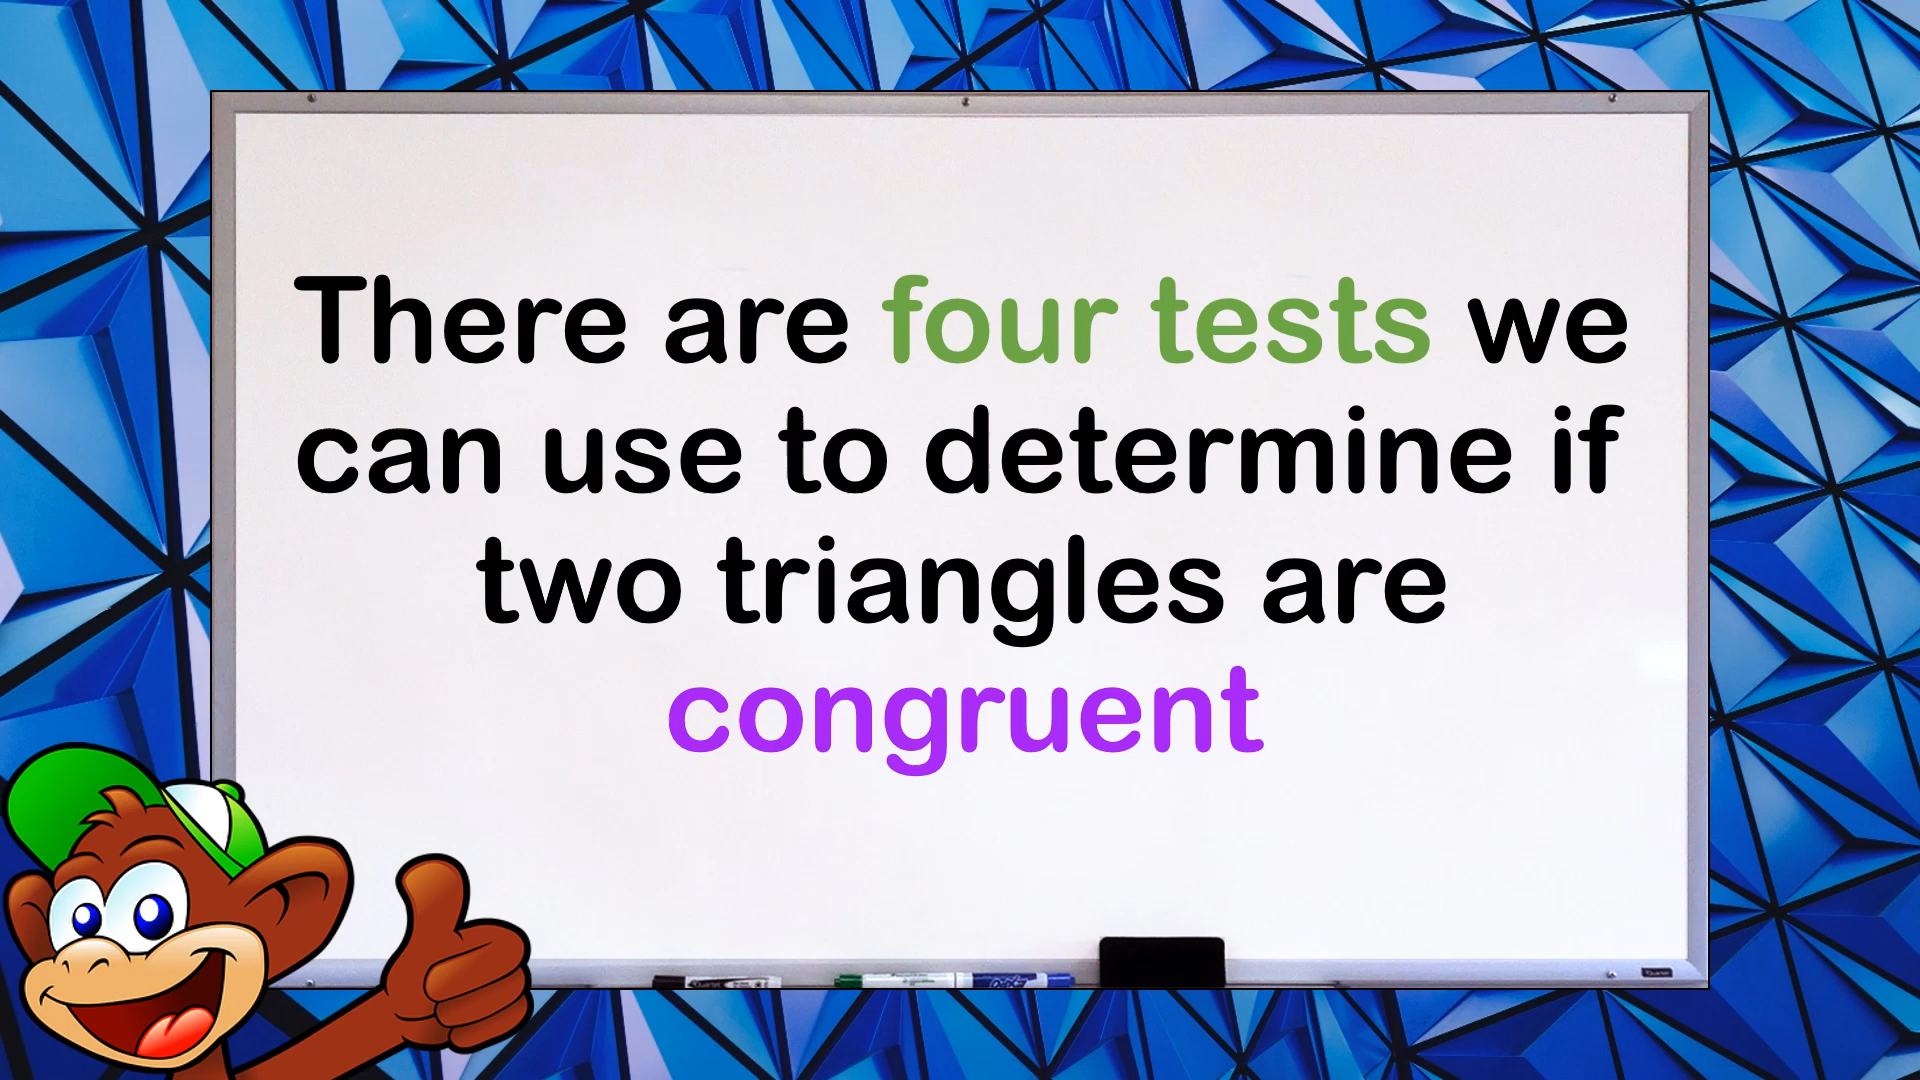 There are four tests we
can use to determine if
two triangles are
congruent